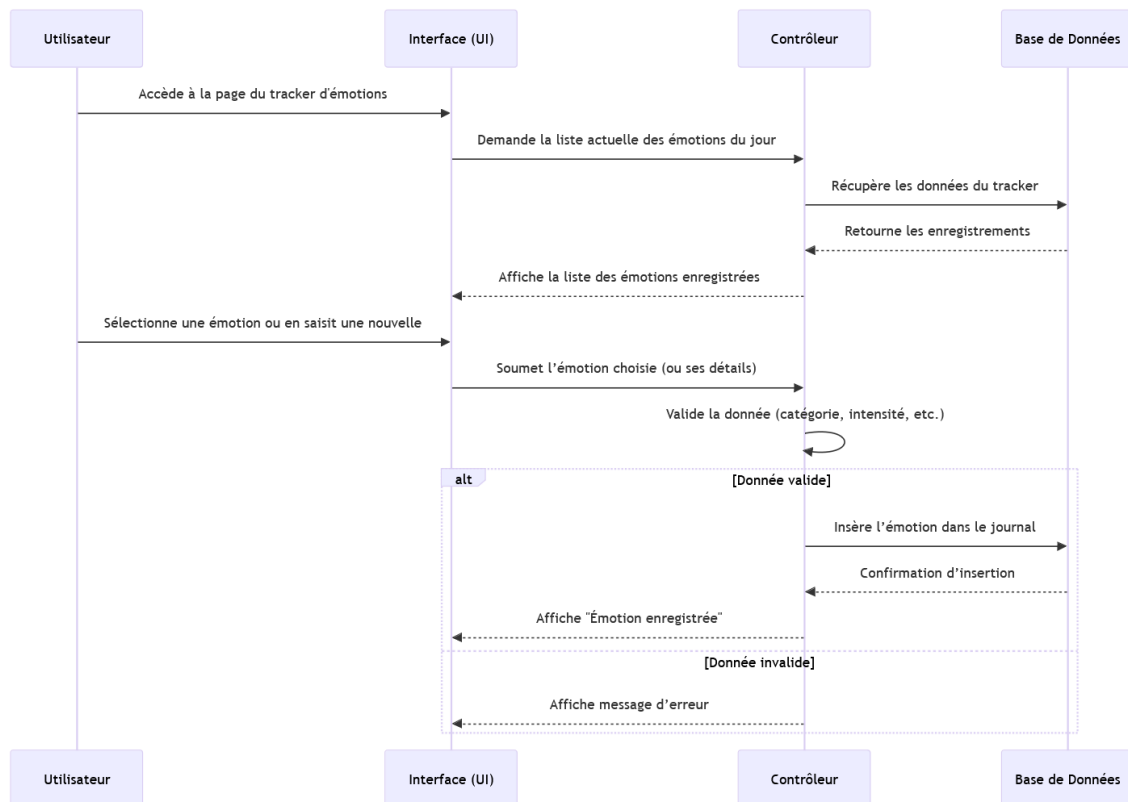 Utilisateur
Interface (UI)
Contrôleur
Base de Données
Accède à la page du tracker d'émotions
Demande la liste actuelle des émotions du jour
Récupère les données du tracker
Retourne les enregistrements
Affiche la liste des émotions enregistrées
Sélectionne une émotion ou en saisit une nouvelle
Soumet l’émotion choisie (ou ses détails)
Valide la donnée (catégorie, intensité, etc.)
alt
[Donnée valide]
Insère l’émotion dans le journal
Confirmation d’insertion
Affiche "Émotion enregistrée"
[Donnée invalide]
Affiche message d’erreur
Utilisateur
Interface (UI)
Contrôleur
Base de Données